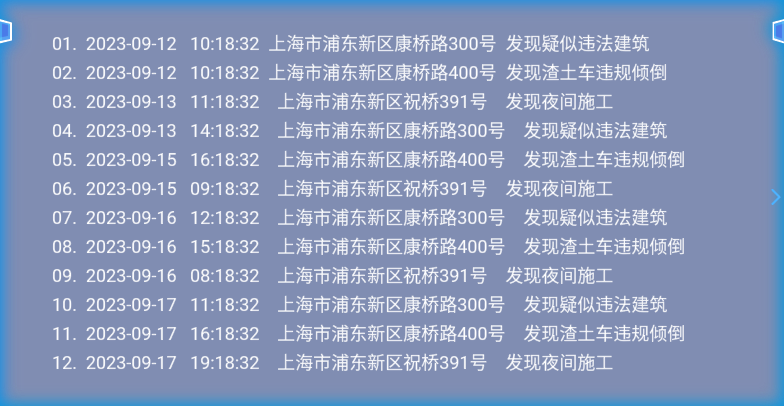 01. 2023-09-12 10:18:32 上海市浦东新区康桥路300号 发现疑似违法建筑
02. 2023-09-12 10:18:32 上海市浦东新区康桥路400号 发现渣土车违规倾倒
03. 2023-09-13 11:18:32 上海市浦东新区祝桥391号 发现夜间施工
04. 2023-09-13 14:18:32 上海市浦东新区康桥路300号 发现疑似违法建筑
05. 2023-09-15 16:18:32 上海市浦东新区康桥路400号 发现渣土车违规倾倒
06. 2023-09-15 09:18:32 上海市浦东新区祝桥391号 发现夜间施工
07. 2023-09-16 12:18:32 上海市浦东新区康桥路300号 发现疑似违法建筑
08. 2023-09-16 15:18:32 上海市浦东新区康桥路400号 发现渣土车违规倾倒
09. 2023-09-16 08:18:32 上海市浦东新区祝桥391号 发现夜间施工
10. 2023-09-17 11:18:32 上海市浦东新区康桥路300号 发现疑似违法建筑
11. 2023-09-17 16:18:32 上海市浦东新区康桥路400号 发现渣土车违规倾倒
12. 2023-09-17 19:18:32 上海市浦东新区祝桥391号 发现夜间施工